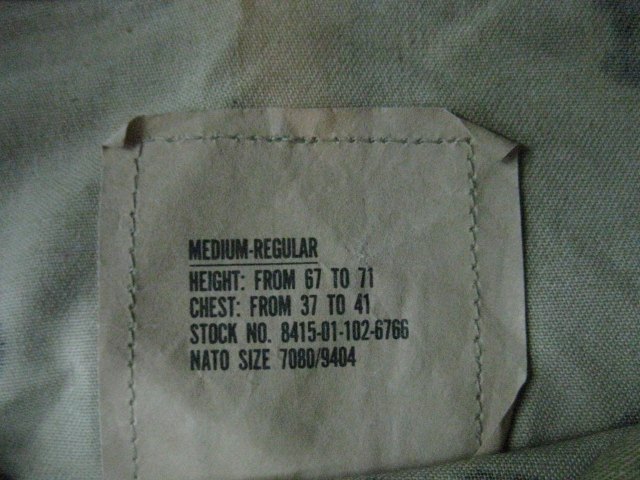 MEDIUM-REGULAR
HEIGHT: FROM 67 TO 71
CHEST: FROM 37 TO 41
STOCK NO. 8415-01-102-6766
NATO SIZE 7080/9404